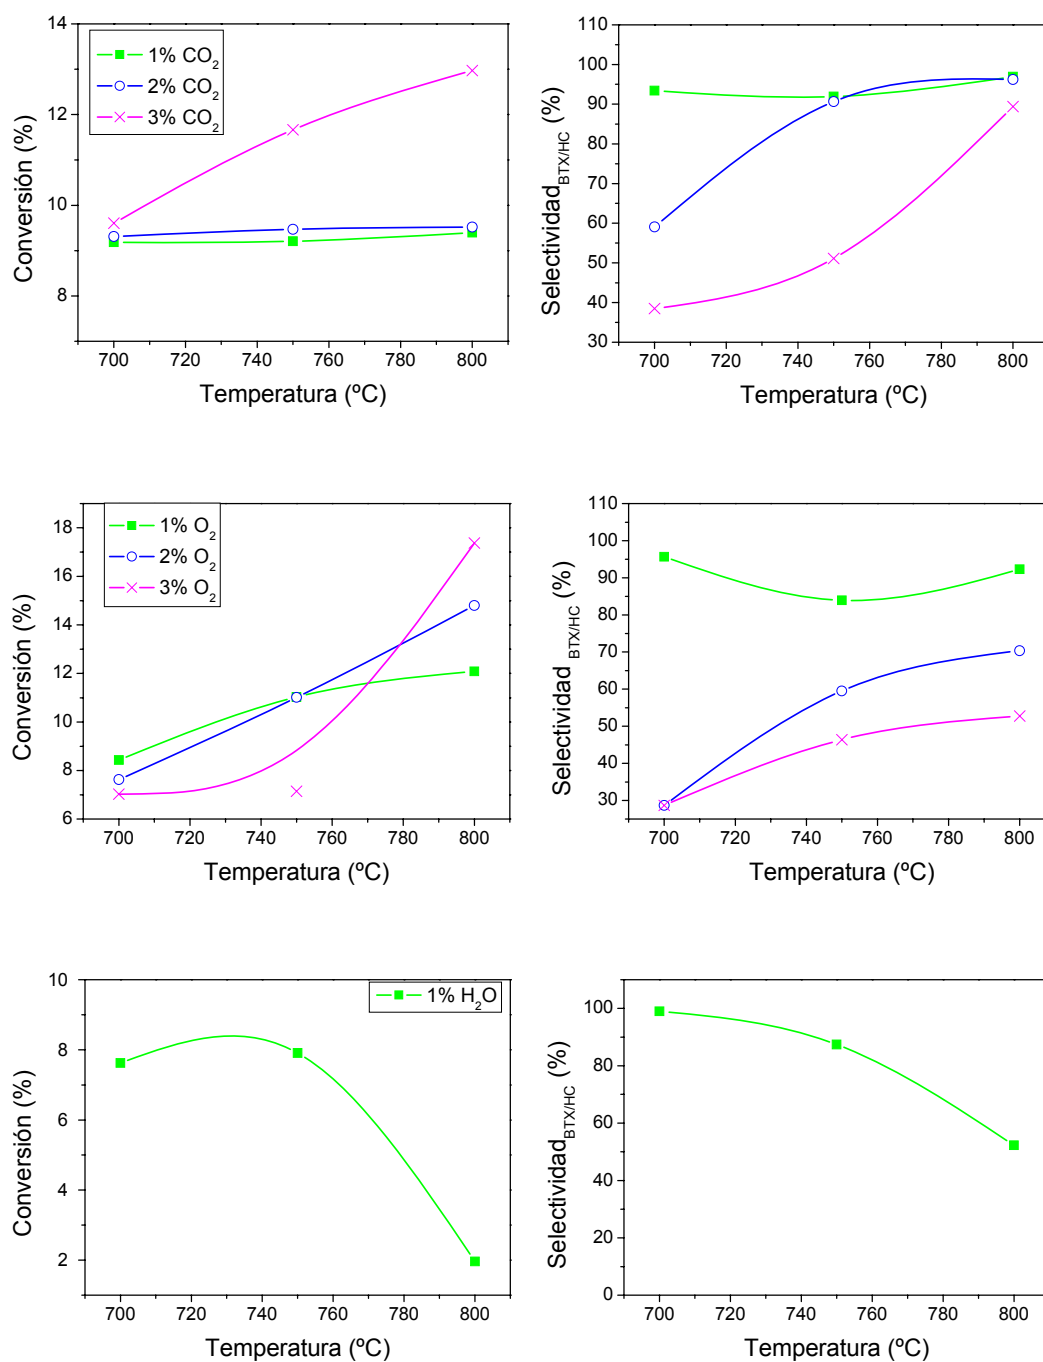 14
12
10
8
Conversión (%)
1% CO2
2% CO2
3% CO2
700 720 740 760 780 800
Temperatura (ºC)
110
100
90
80
70
60
50
40
30
Selectividad BTX/HC (%)
700 720 740 760 780 800
Temperatura (ºC)
18
16
14
12
10
8
6
Conversión (%)
1% O2
2% O2
3% O2
700 720 740 760 780 800
Temperatura (ºC)
110
100
90
80
70
60
50
40
30
Selectividad BTX/HC (%)
700 720 740 760 780 800
Temperatura (ºC)
10
8
6
4
2
Conversión (%)
1% H2O
700 720 740 760 780 800
Temperatura (ºC)
100
80
60
40
20
0
Selectividad BTX/HC (%)
700 720 740 760 780 800
Temperatura (ºC)